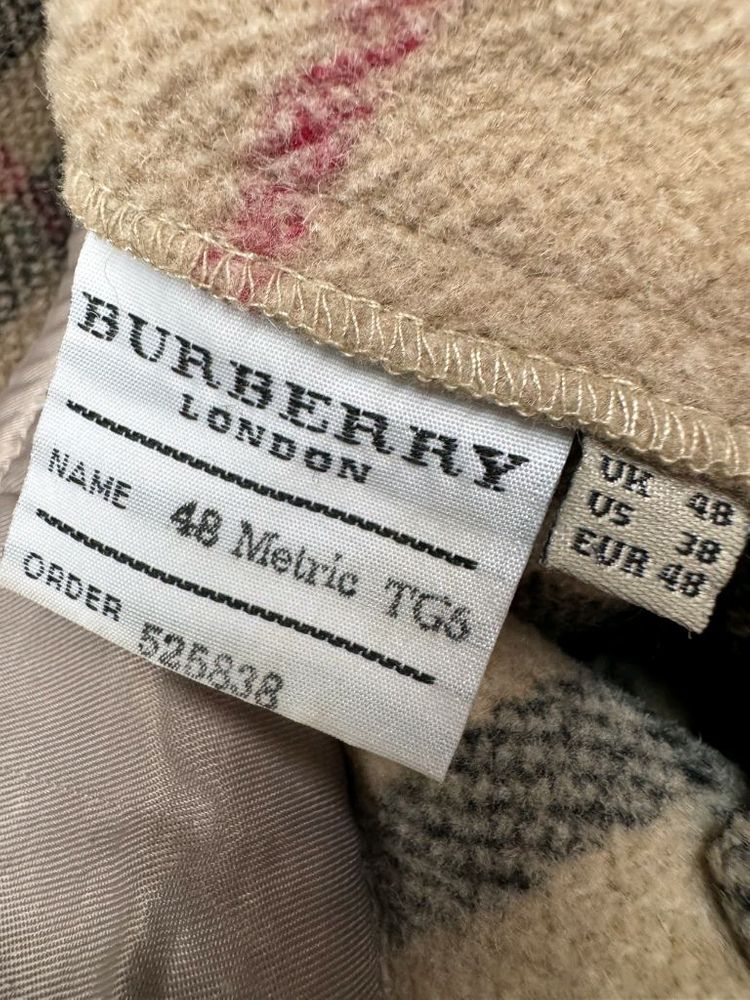 BURBERRY
LONDON
NAME 48 Metric TG6
ORDER 525838
UK 48
US 38
EUR 48